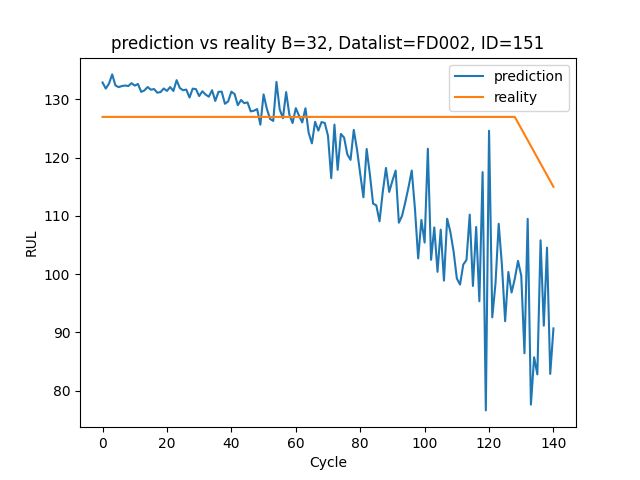 prediction vs reality B=32, Datalist=FD002, ID=151
prediction
reality
RUL
130
120
110
100
90
80
0 20 40 60 80 100 120 140
Cycle